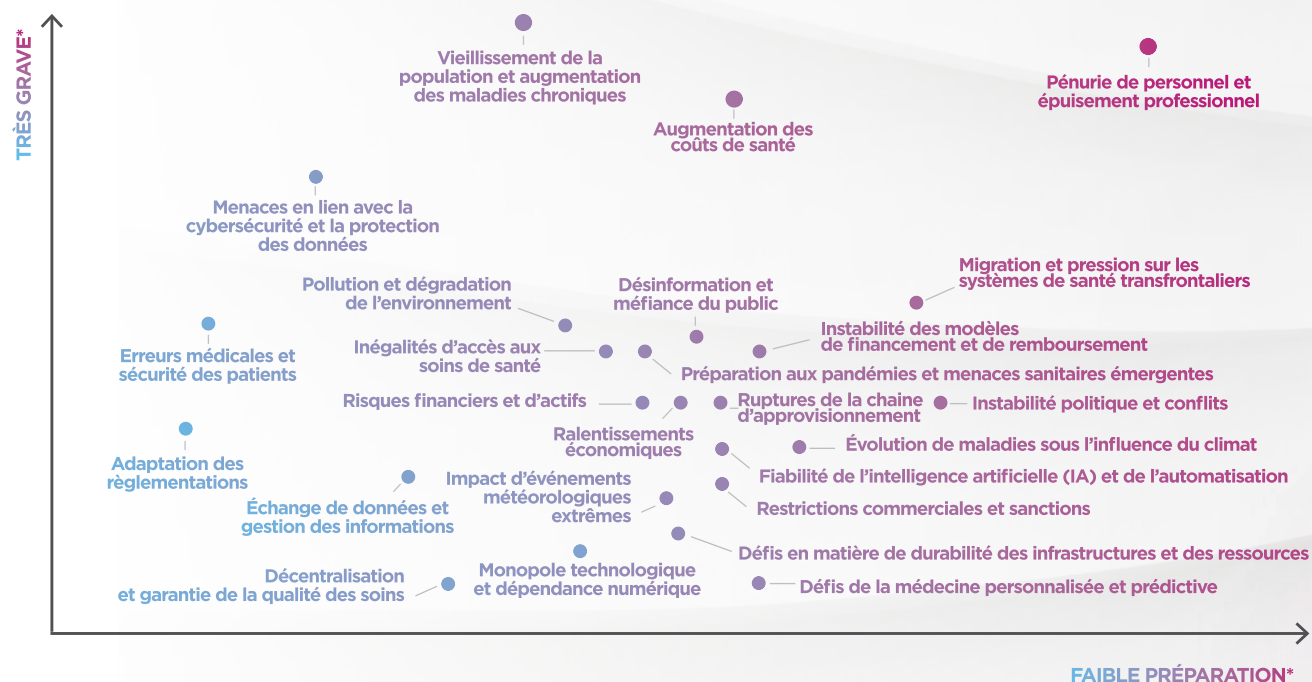 TRÈS GRAVE*
Vieillissement de la
population et augmentation
des maladies chroniques
Pénurie de personnel et
épuisement professionnel
Augmentation des
coûts de santé
Menaces en lien avec la
cybersécurité et la protection
des données
Migration et pression sur les
systèmes de santé transfrontaliers
Pollution et dégradation
de l'environnement
Désinformation et
méfiance du public
Instabilité des modèles
de financement et de remboursement
Erreurs médicales et
sécurité des patients
Inégalités d'accès aux
soins de santé
Préparation aux pandémies et menaces sanitaires émergentes
Risques financiers et d'actifs
Ruptures de la chaine
d'approvisionnement
Instabilité politique et conflits
Ralentissements
économiques
Évolution de maladies sous l'influence du climat
Adaptation des
règlementations
Fiabilité de l'intelligence artificielle (IA) et de l'automatisation
Impact d'événements
météorologiques
extrêmes
Échange de données et
gestion des informations
Restrictions commerciales et sanctions
Défis en matière de durabilité des infrastructures et des ressources
Décentralisation
et garantie de la qualité des soins
Monopole technologique
et dépendance numérique
Défis de la médecine personnalisée et prédictive
FAIBLE PRÉPARATION*